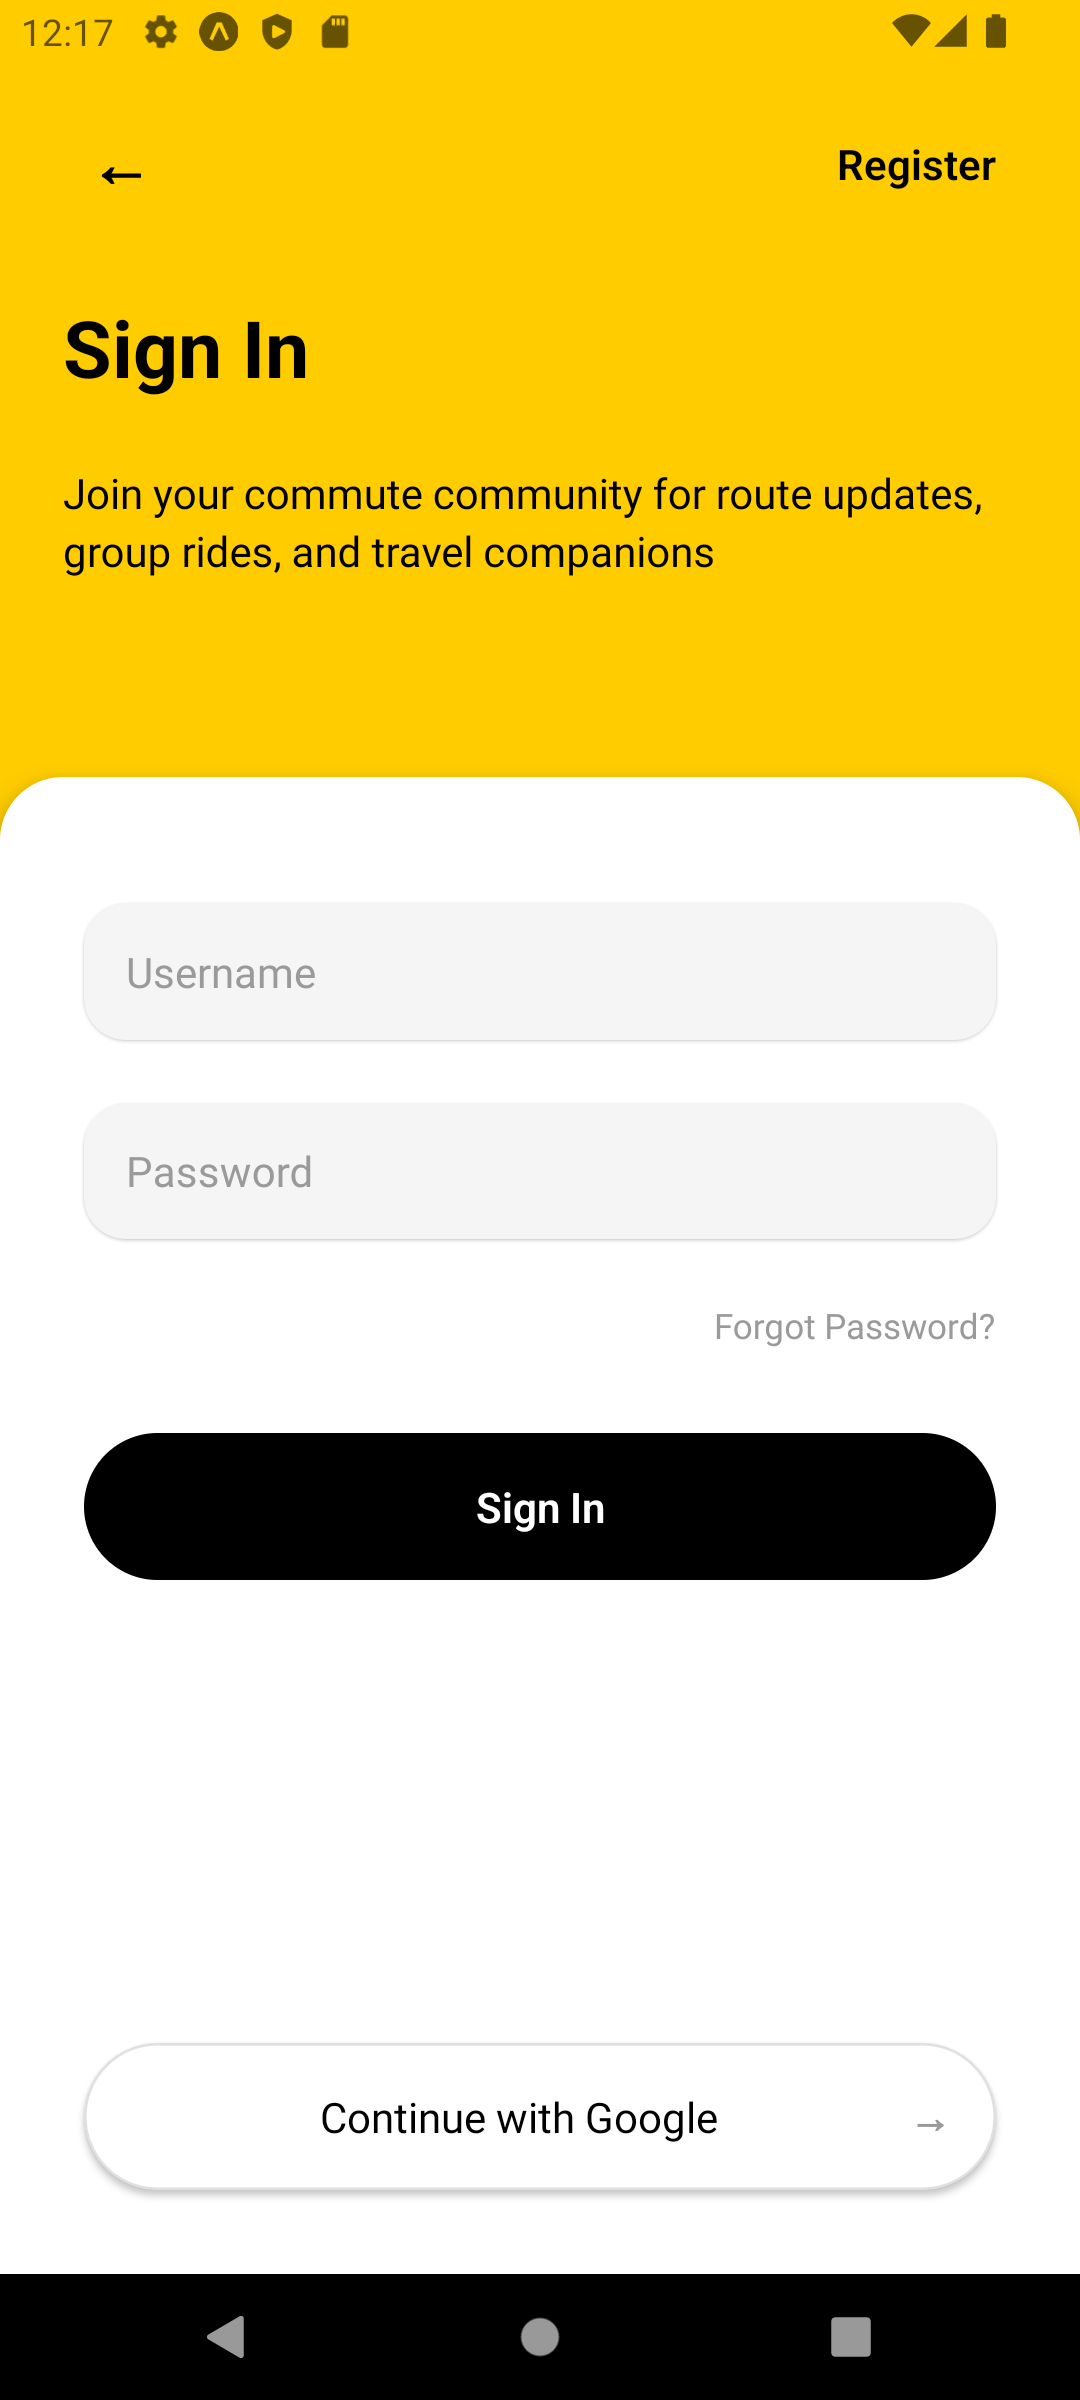 12:17
← Register
Sign In
Join your commute community for route updates,
group rides, and travel companions
Username
Password
Forgot Password?
Sign In
Continue with Google →